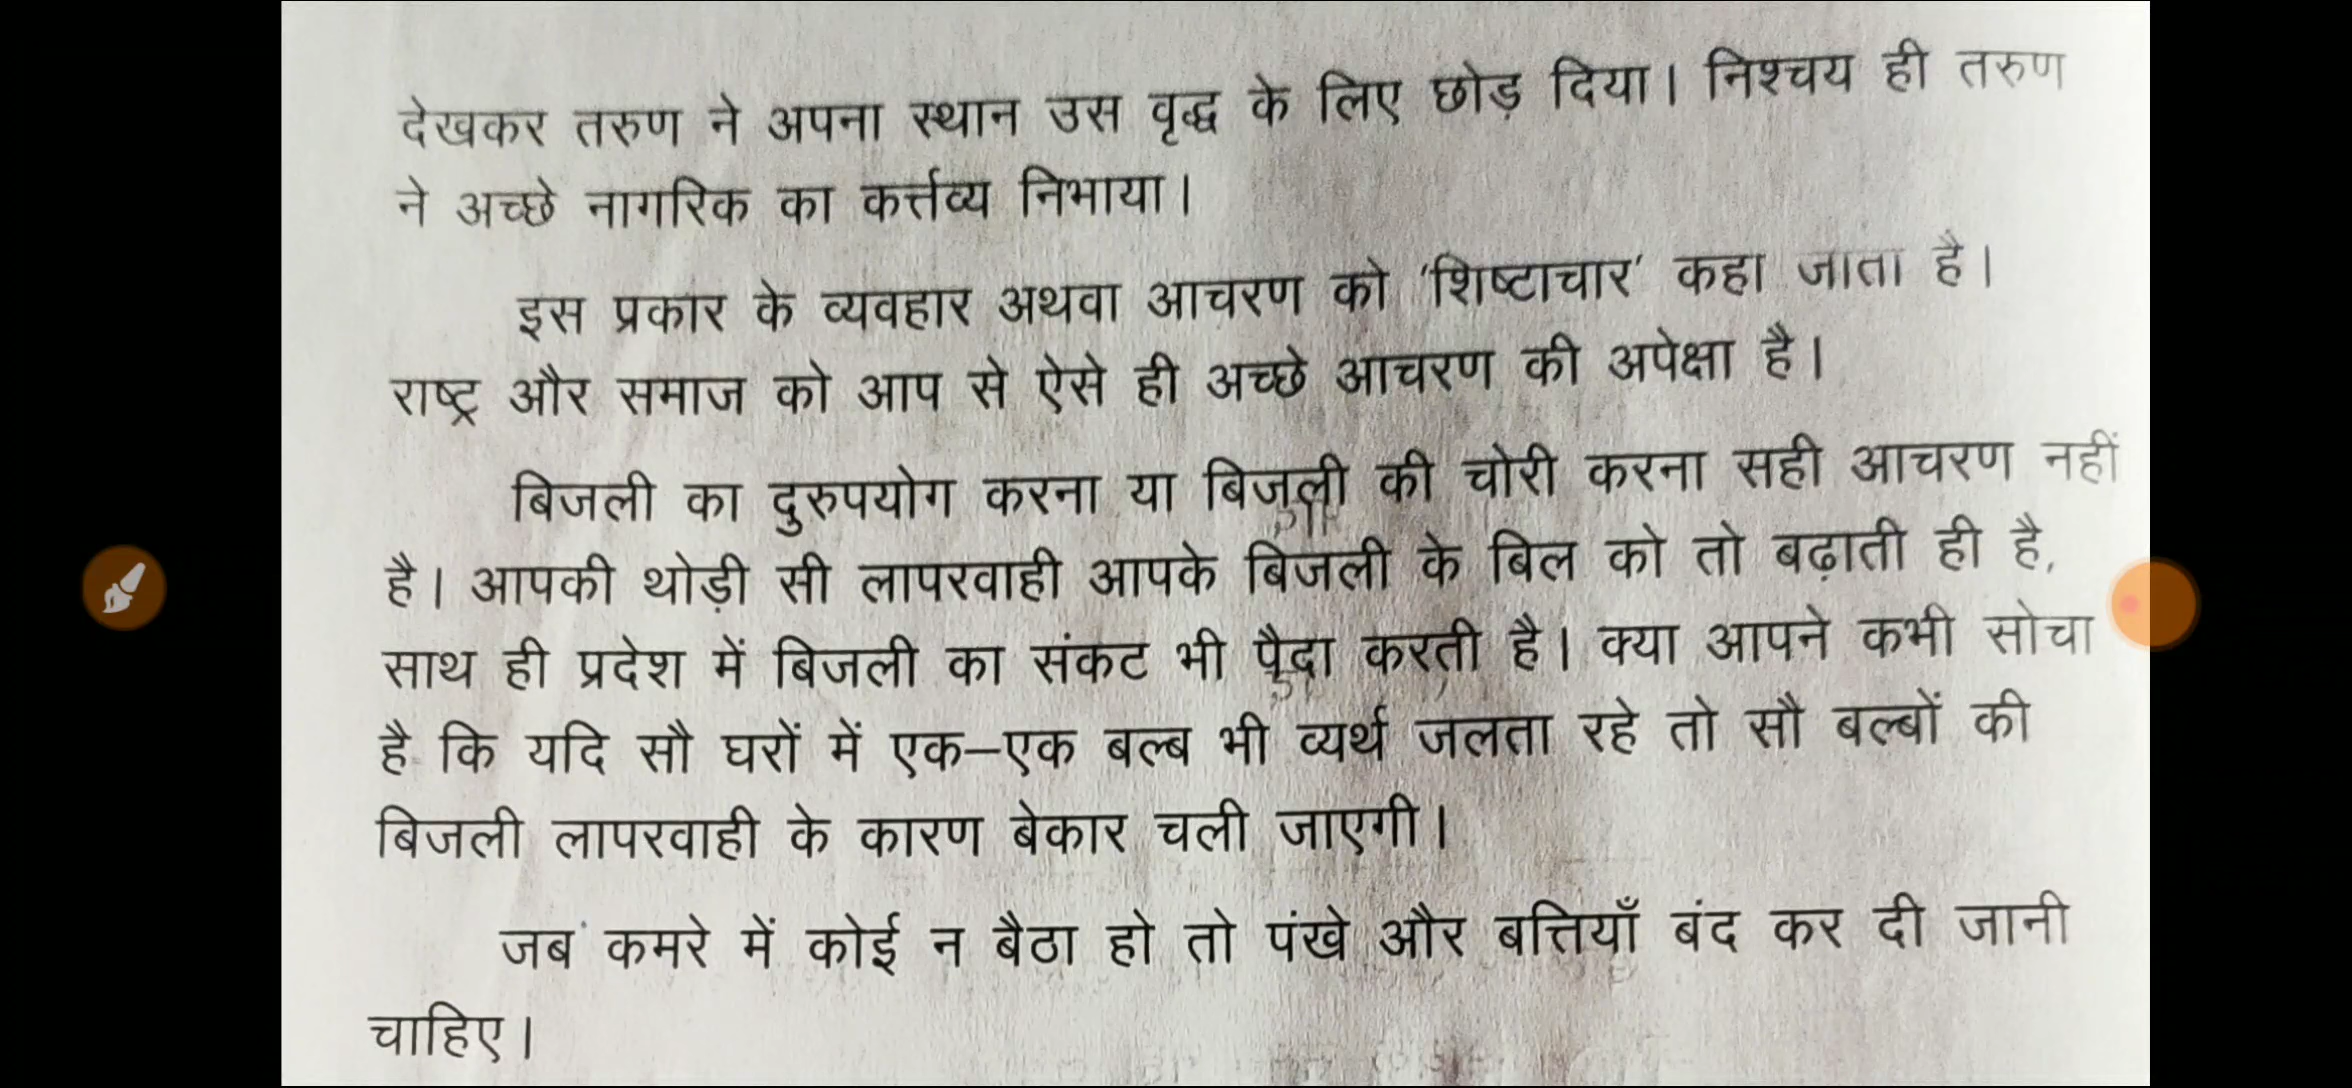 देखकर तरुण ने अपना स्थान उस वृद्ध के लिए छोड़ दिया। निश्चय ही तरुण
ने अच्छे नागरिक का कर्त्तव्य निभाया।
इस प्रकार के व्यवहार अथवा आचरण को 'शिष्टाचार' कहा जाता है।
राष्ट्र और समाज को आप से ऐसे ही अच्छे आचरण की अपेक्षा है।
बिजली का दुरुपयोग करना या बिजली की चोरी करना सही आचरण नहीं
है। आपकी थोड़ी सी लापरवाही आपके बिजली के बिल को तो बढ़ाती ही है,
साथ ही प्रदेश में बिजली का संकट भी पैदा करती है। क्या आपने कभी सोचा
है कि यदि सौ घरों में एक–एक बल्ब भी व्यर्थ जलता रहे तो सौ बल्बों की
बिजली लापरवाही के कारण बेकार चली जाएगी।
जब कमरे में कोई न बैठा हो तो पंखे और बत्तियाँ बंद कर दी जानी
चाहिए।